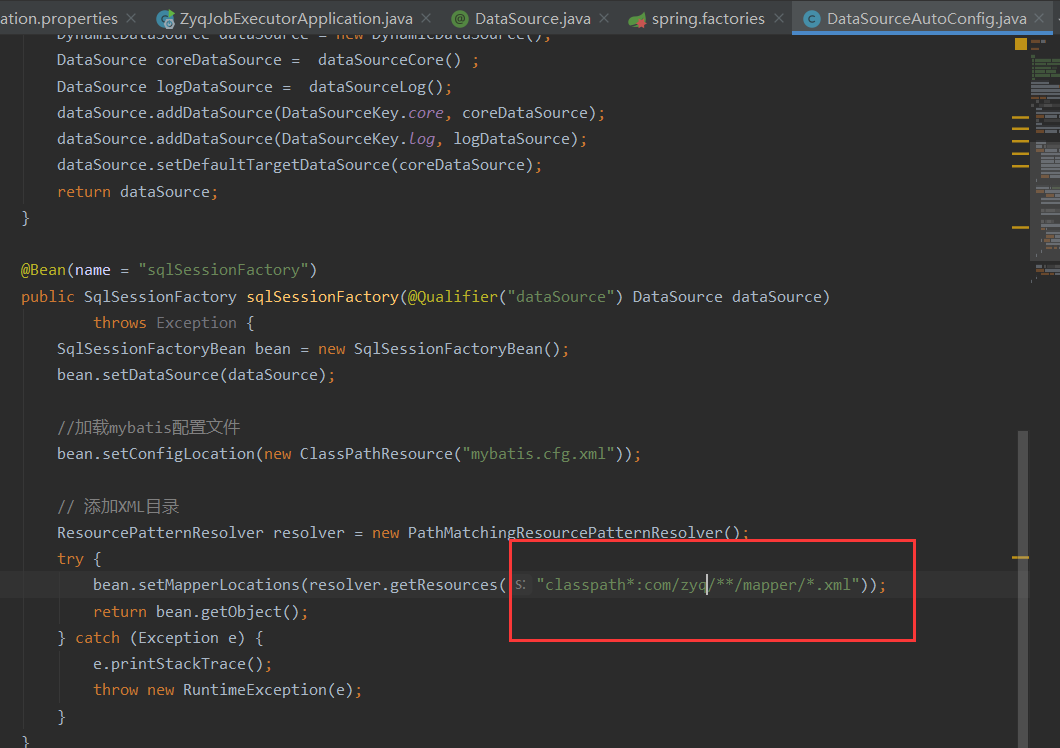 ation.properties ZyqJobExecutorApplication.java DataSource.java spring.factories DataSourceAutoConfig.java
DynamicDataSource dataSource = new DynamicDataSource();
DataSource coreDataSource =  dataSourceCore() ;
DataSource logDataSource =  dataSourceLog();
dataSource.addDataSource(DataSourceKey.core, coreDataSource);
dataSource.addDataSource(DataSourceKey.log, logDataSource);
dataSource.setDefaultTargetDataSource(coreDataSource);
return dataSource;
}
@Bean(name = "sqlSessionFactory")
public SqlSessionFactory sqlSessionFactory(@Qualifier("dataSource") DataSource dataSource)
throws Exception {
SqlSessionFactoryBean bean = new SqlSessionFactoryBean();
bean.setDataSource(dataSource);
//加载mybatis配置文件
bean.setConfigLocation(new ClassPathResource("mybatis.cfg.xml"));
// 添加XML目录
ResourcePatternResolver resolver = new PathMatchingResourcePatternResolver();
try {
bean.setMapperLocations(resolver.getResources( s: "classpath*:com/zyq/**/mapper/*.xml"));
return bean.getObject();
} catch (Exception e) {
e.printStackTrace();
throw new RuntimeException(e);
}
}